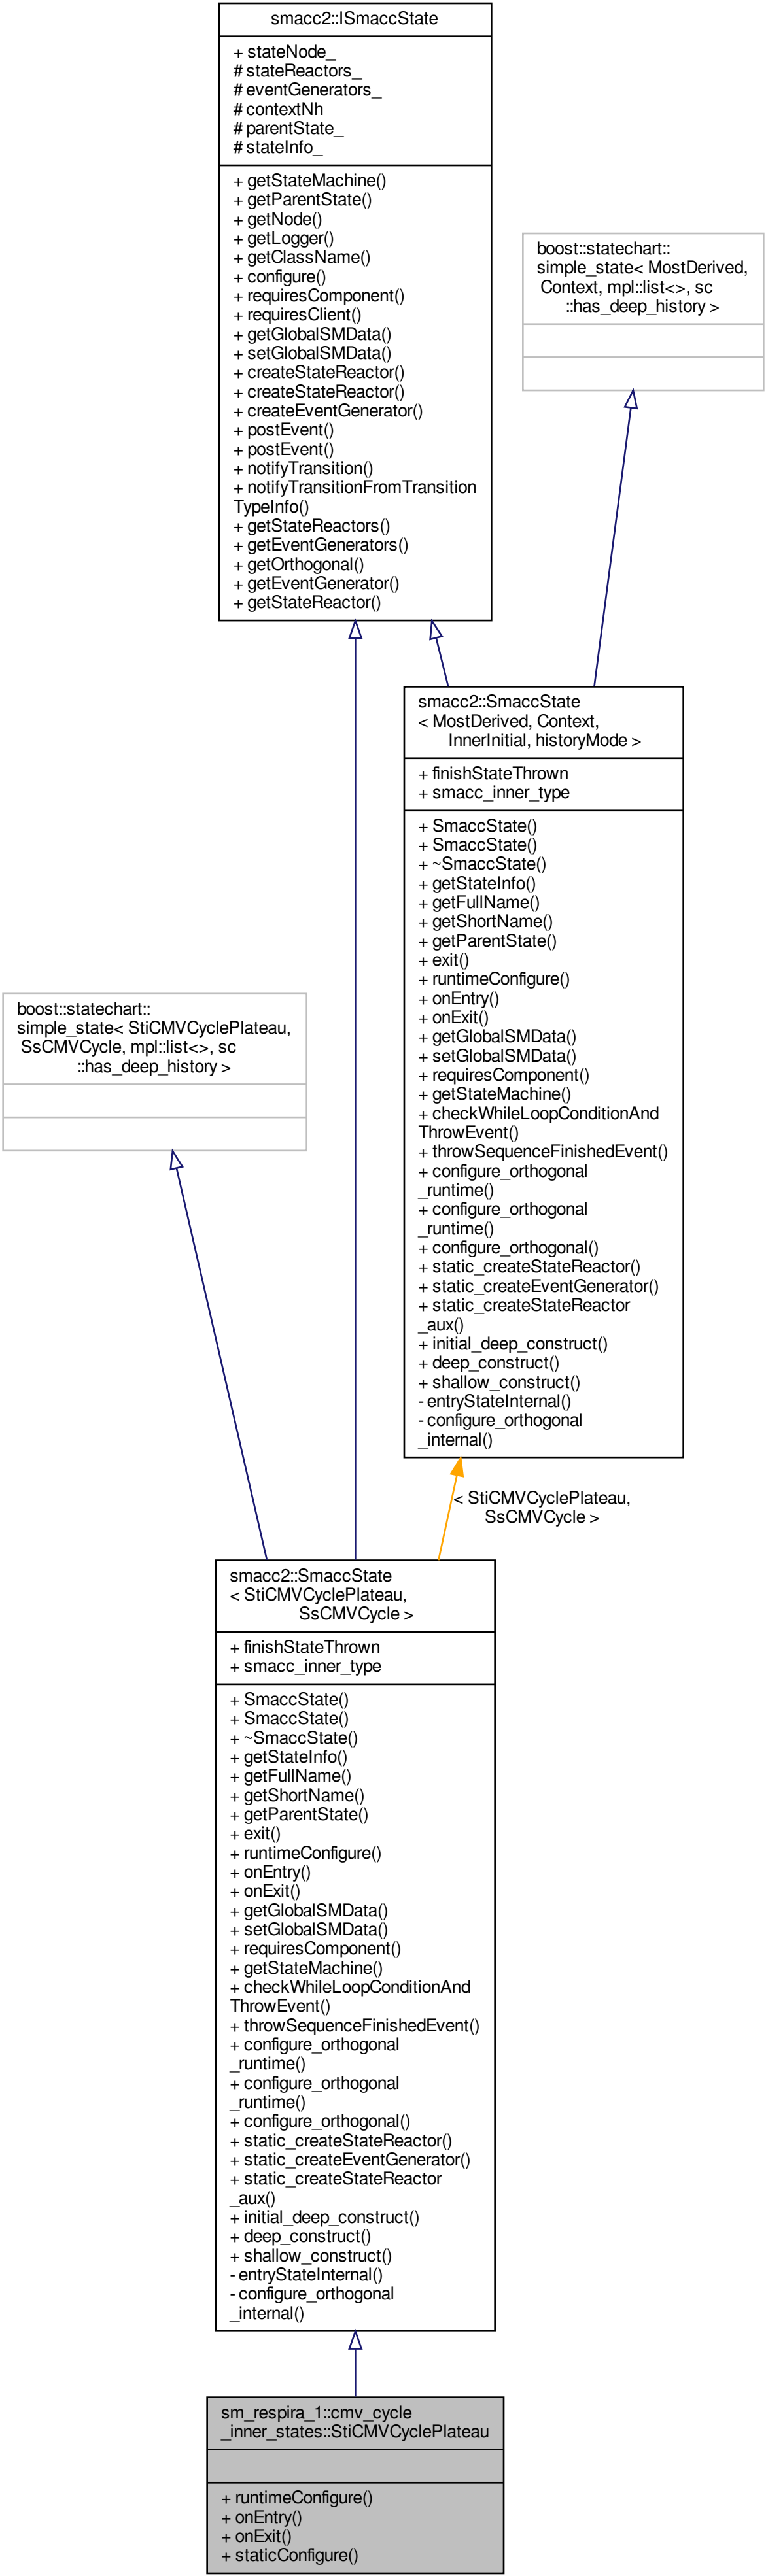 smacc2::ISmaccState
+ stateNode_
# stateReactors_
# eventGenerators_
# contextNh
# parentState_
# stateInfo_
+ getStateMachine()
+ getParentState()
+ getNode()
+ getLogger()
+ getClassName()
+ configure()
+ requiresComponent()
+ requiresClient()
+ getGlobalSMData()
+ setGlobalSMData()
+ createStateReactor()
+ createStateReactor()
+ createEventGenerator()
+ postEvent()
+ postEvent()
+ notifyTransition()
+ notifyTransitionFromTransition
TypeInfo()
+ getStateReactors()
+ getEventGenerators()
+ getOrthogonal()
+ getEventGenerator()
+ getStateReactor()
boost::statechart::
simple_state< MostDerived,
Context, mpl::list<>, sc
::has_deep_history >
smacc2::SmaccState
< MostDerived, Context,
InnerInitial, historyMode >
+ finishStateThrown
+ smacc_inner_type
+ SmaccState()
+ SmaccState()
+ ~SmaccState()
+ getStateInfo()
+ getFullName()
+ getShortName()
+ getParentState()
+ exit()
+ runtimeConfigure()
+ onEntry()
+ onExit()
+ getGlobalSMData()
+ setGlobalSMData()
+ requiresComponent()
+ getStateMachine()
+ checkWhileLoopConditionAnd
ThrowEvent()
+ throwSequenceFinishedEvent()
+ configure_orthogonal
_runtime()
+ configure_orthogonal
_runtime()
+ configure_orthogonal()
+ static_createStateReactor()
+ static_createEventGenerator()
+ static_createStateReactor
_aux()
+ initial_deep_construct()
+ deep_construct()
+ shallow_construct()
- entryStateInternal()
- configure_orthogonal
_internal()
boost::statechart::
simple_state< StiCMVCyclePlateau,
SsCMVCycle, mpl::list<>, sc
::has_deep_history >
< StiCMVCyclePlateau,
SsCMVCycle >
smacc2::SmaccState
< StiCMVCyclePlateau,
SsCMVCycle >
+ finishStateThrown
+ smacc_inner_type
+ SmaccState()
+ SmaccState()
+ ~SmaccState()
+ getStateInfo()
+ getFullName()
+ getShortName()
+ getParentState()
+ exit()
+ runtimeConfigure()
+ onEntry()
+ onExit()
+ getGlobalSMData()
+ setGlobalSMData()
+ requiresComponent()
+ getStateMachine()
+ checkWhileLoopConditionAnd
ThrowEvent()
+ throwSequenceFinishedEvent()
+ configure_orthogonal
_runtime()
+ configure_orthogonal
_runtime()
+ configure_orthogonal()
+ static_createStateReactor()
+ static_createEventGenerator()
+ static_createStateReactor
_aux()
+ initial_deep_construct()
+ deep_construct()
+ shallow_construct()
- entryStateInternal()
- configure_orthogonal
_internal()
sm_respira_1::cmv_cycle
_inner_states::StiCMVCyclePlateau
+ runtimeConfigure()
+ onEntry()
+ onExit()
+ staticConfigure()